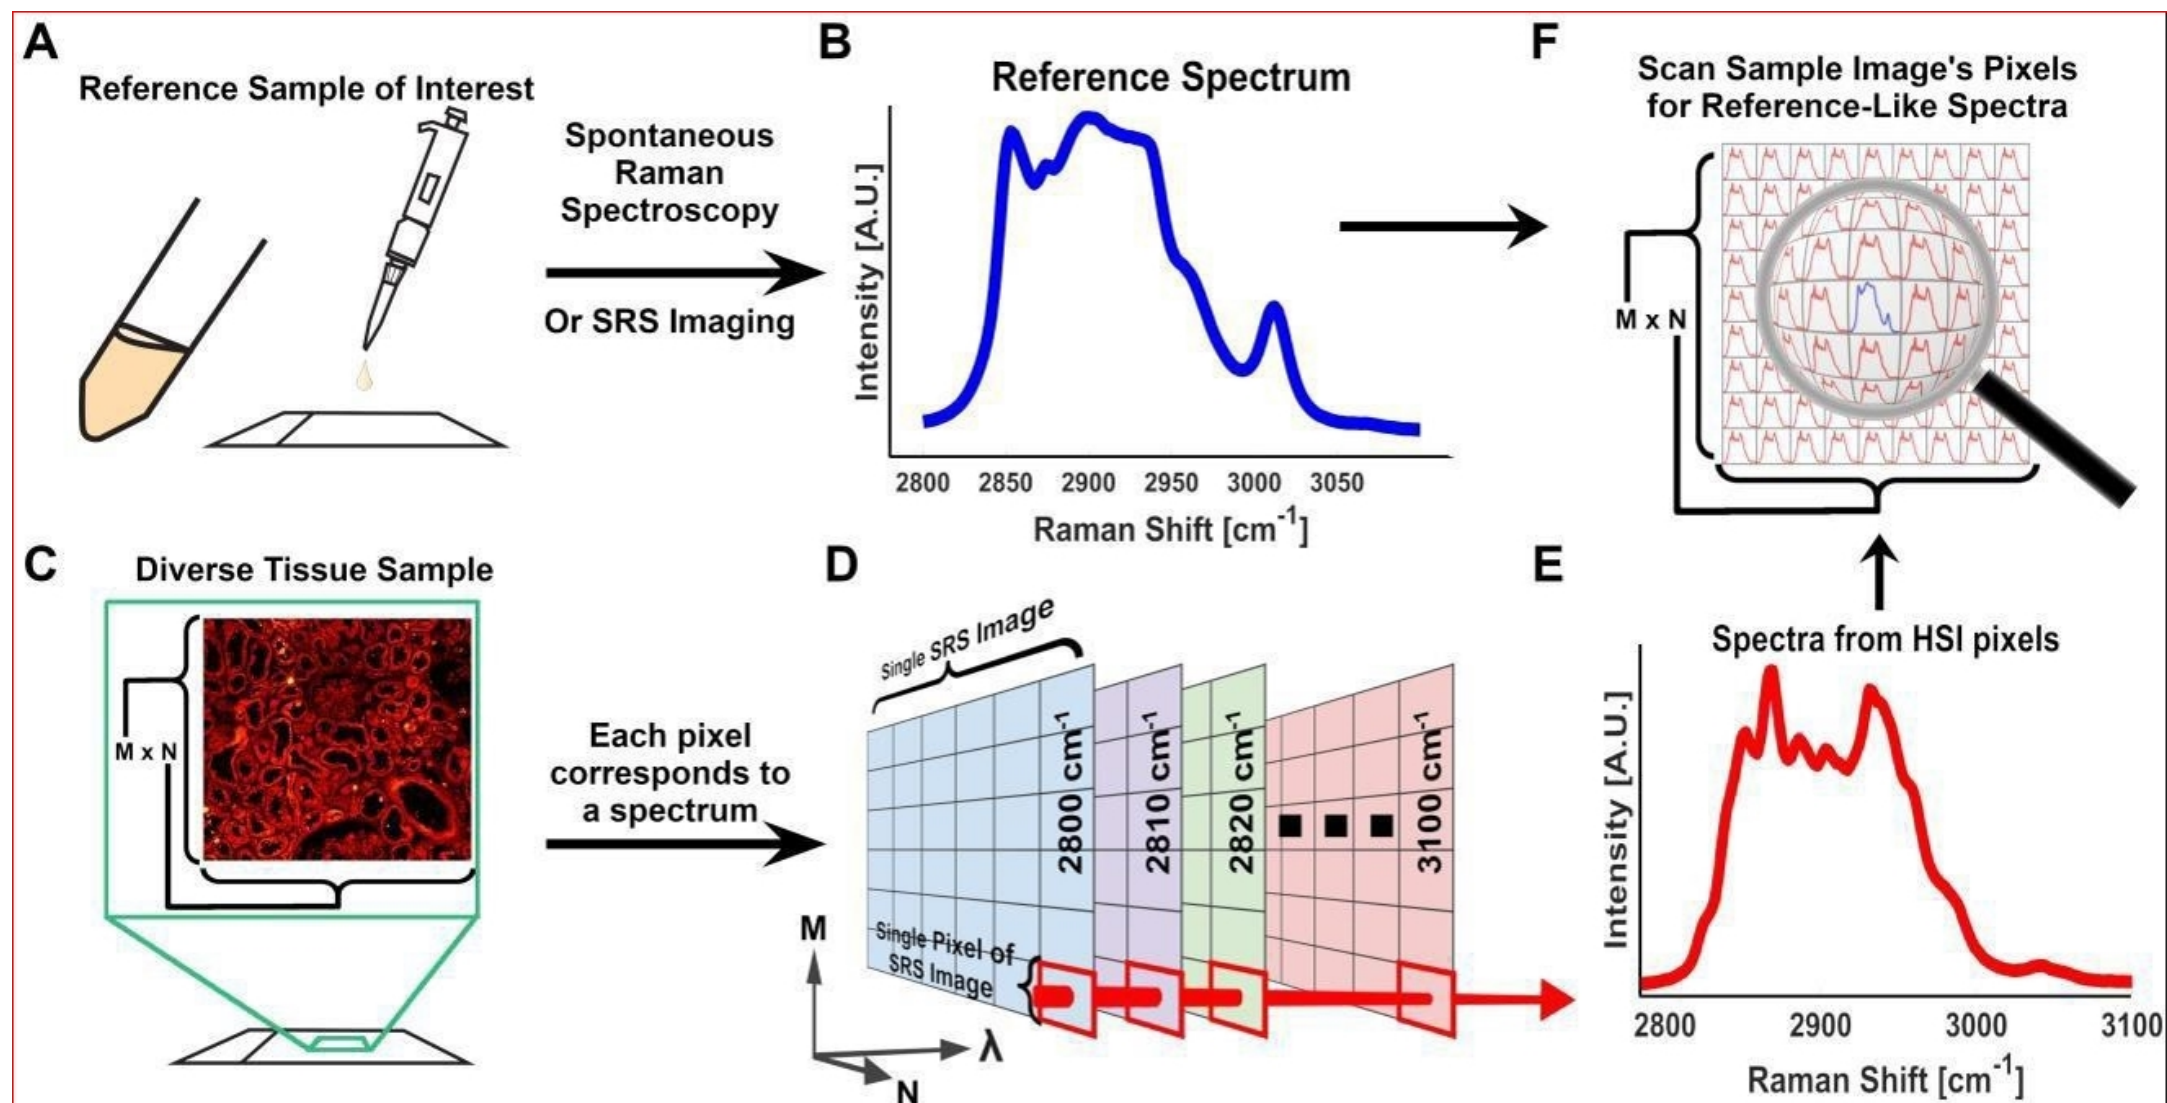 A
Reference Sample of Interest
Spontaneous
Raman
Spectroscopy
Or SRS Imaging
B
Reference Spectrum
Intensity [A.U.]
2800 2850 2900 2950 3000 3050
Raman Shift [cm-1]
F
Scan Sample Image's Pixels
for Reference-Like Spectra
M x N
C
Diverse Tissue Sample
M x N
Each pixel
corresponds to
a spectrum
D
Single SRS Image
2800 cm-1
2810 cm-1
2820 cm-1
3100 cm-1
Single Pixel of
SRS Image
M
λ
N
E
Spectra from HSI pixels
Intensity [A.U.]
2800 2900 3000 3100
Raman Shift [cm-1]